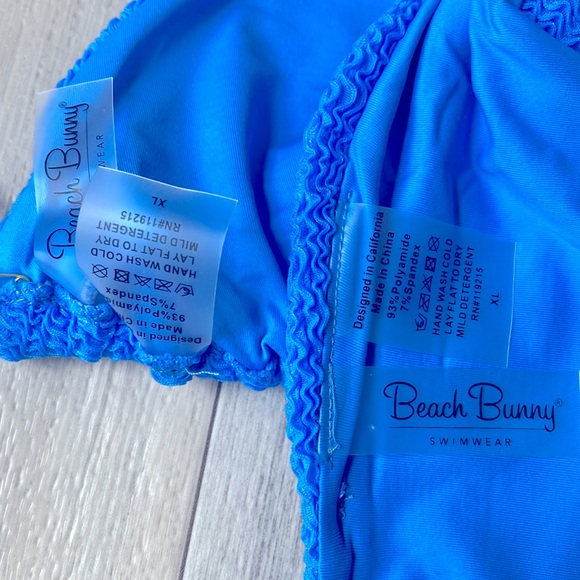 Beach Bunny
WEAR
XL
RN#119215
MILD DETERGENT
LAY FLAT TO DRY
HAND WASH COLD
7%Spandex
93%Polyamide
Made in C
Designed in
Designed in California
Made in China
93%Polyamide
7%Spandex
HAND WASH COLD
LAY FLAT TO DRY
MILD DETERGENT
RN#119215
XL
Beach Bunny®
SWIMWEAR